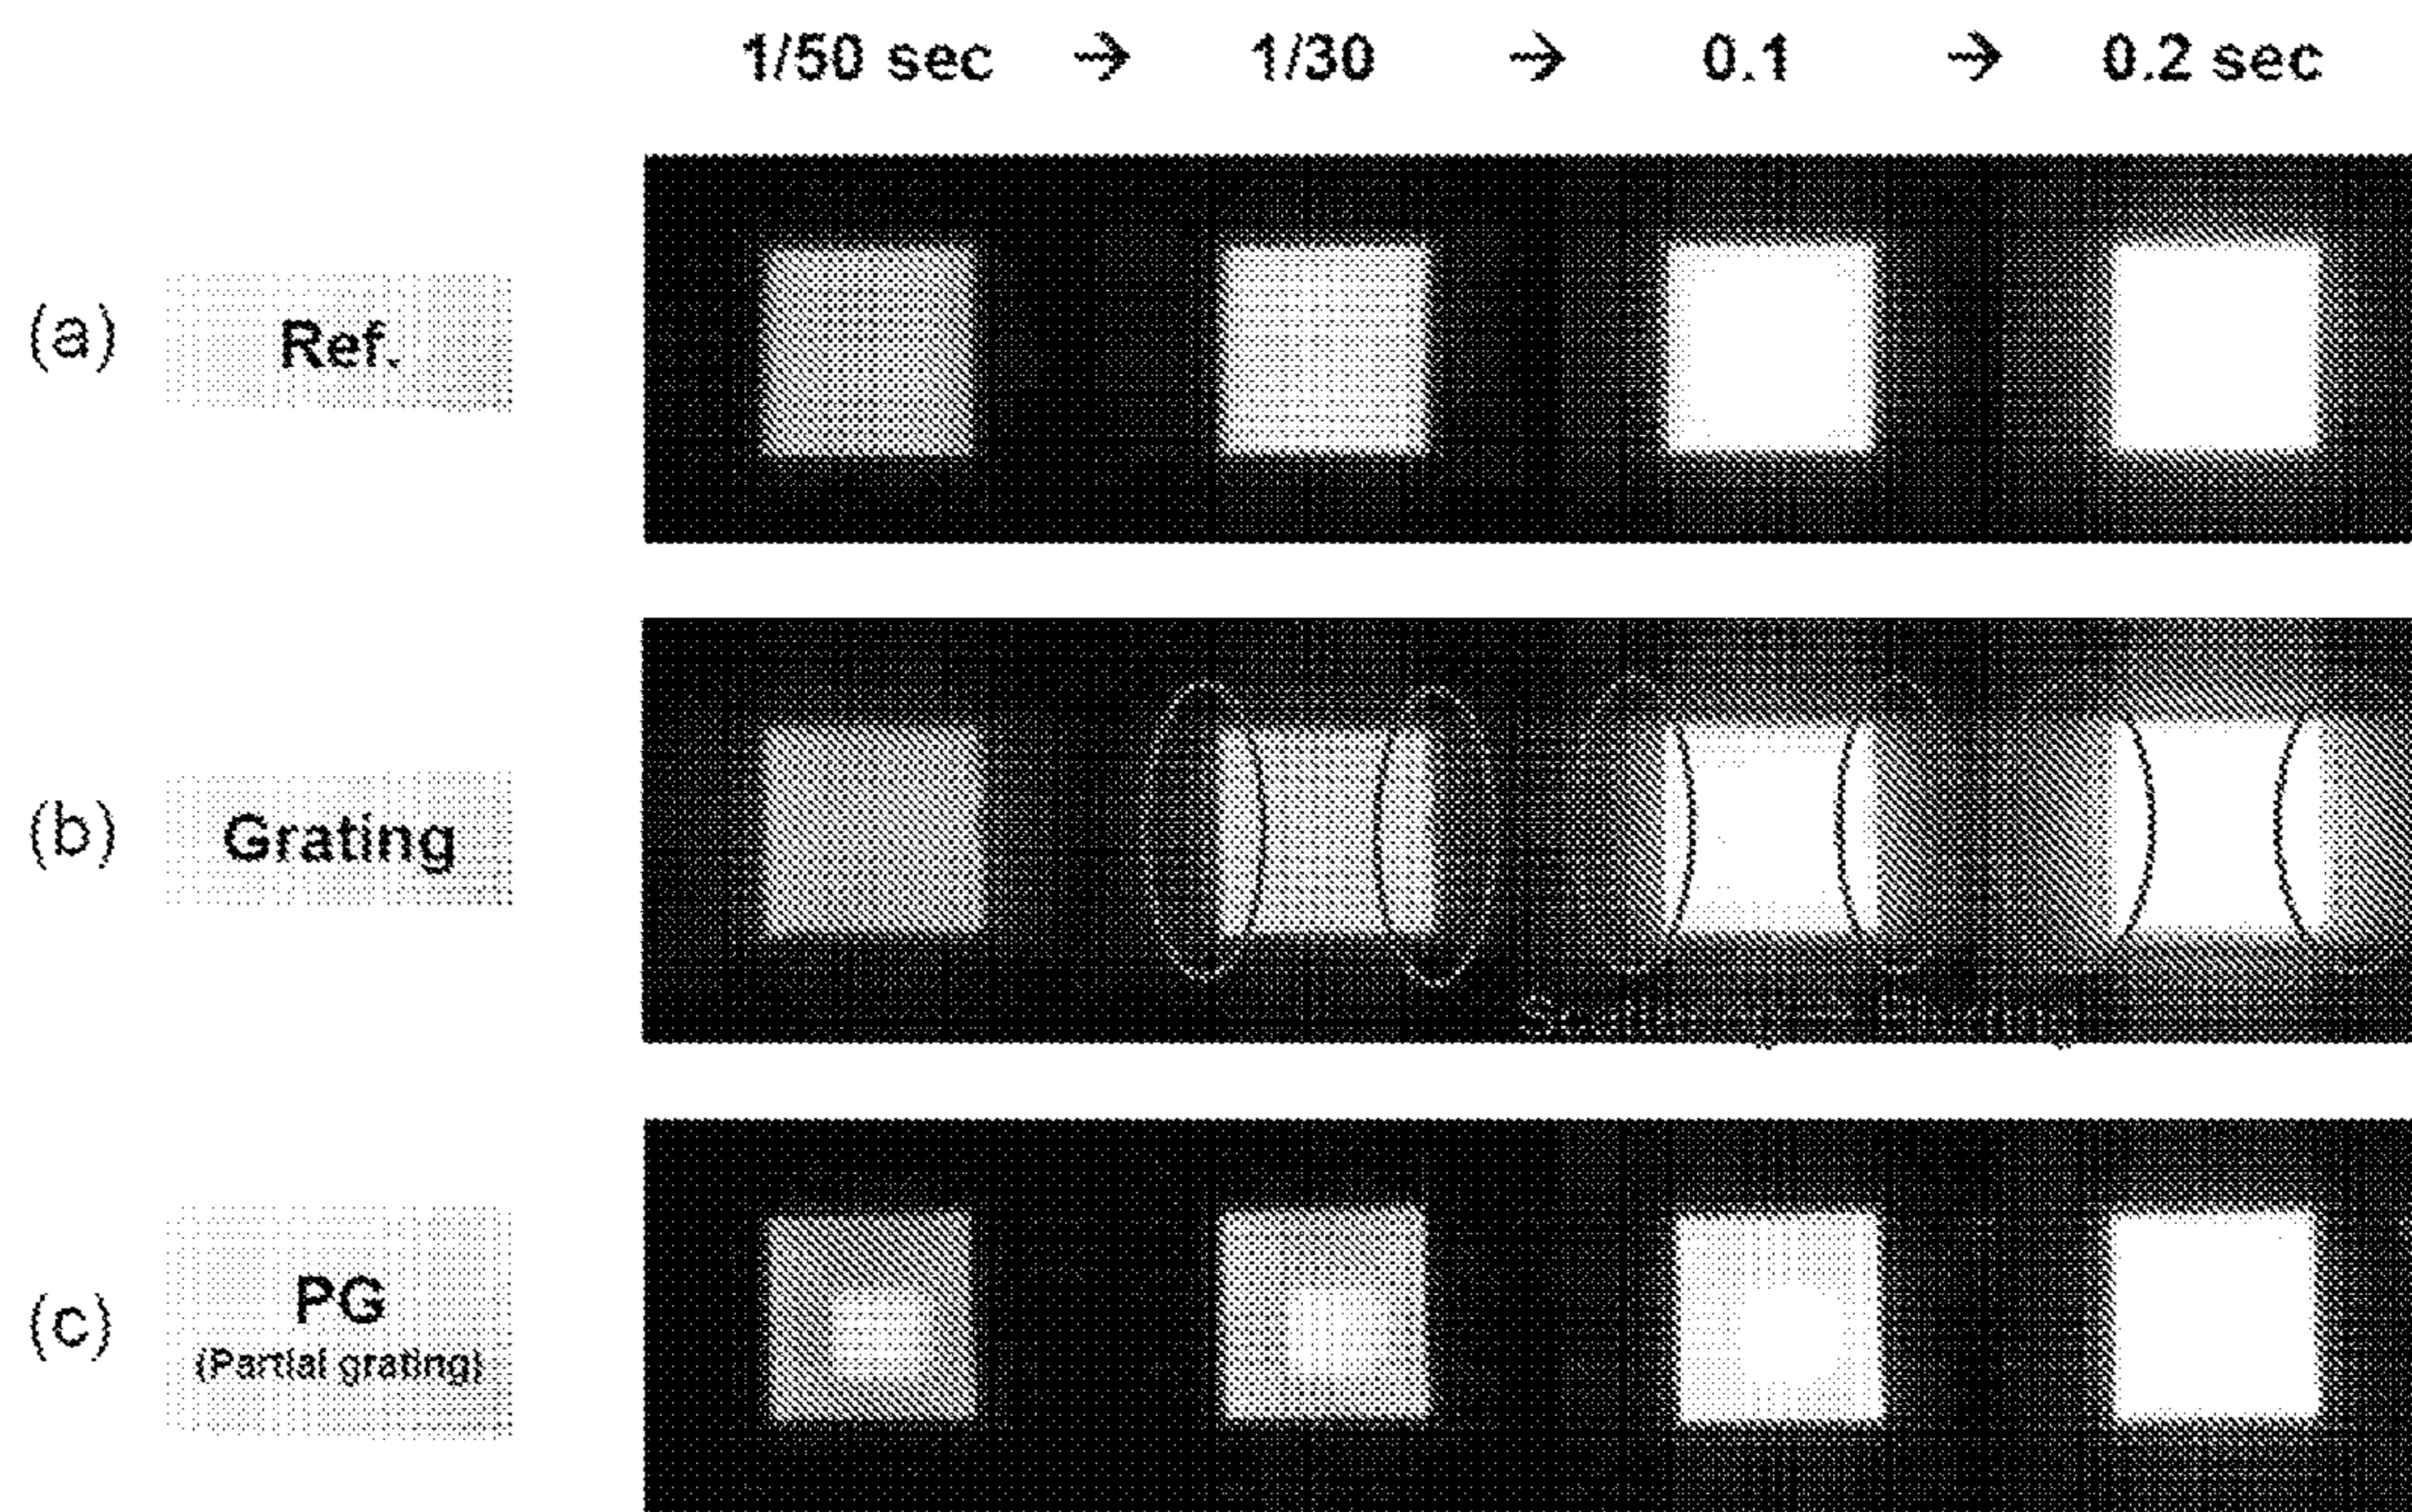 1/50 sec → 1/30 → 0.1 → 0.2 sec
(a) Ref.
(b) Grating
(c) PG
(Partial grating)